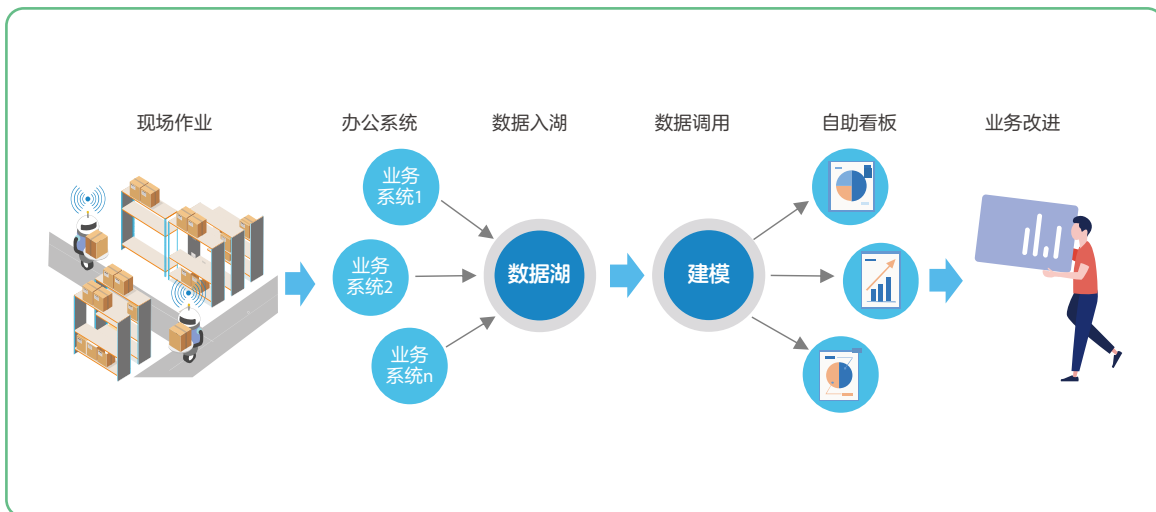 现场作业
办公系统
数据入湖
数据调用
自助看板
业务改进
业务
系统1
业务
系统2
业务
系统n
数据湖
建模